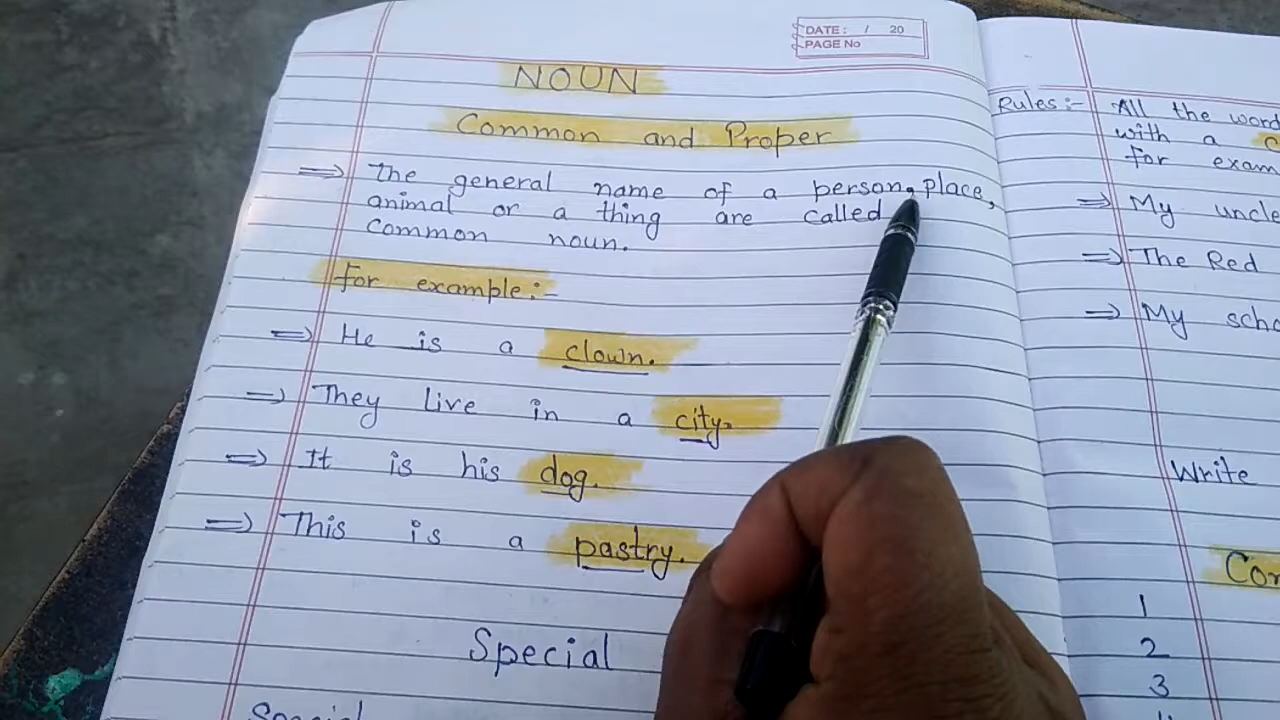 DATE: / 20
PAGE No
NOUN
Common and Proper
⇒ the general name of a person, place,
animal or a thing are called
common noun.
for example:-
⇒ He is a clown.
⇒ They live in a city.
⇒ It is his dog.
⇒ This is a pastry.
Special
Rules:- All the word
with a
for exam
⇒ My uncle
⇒ The Red
⇒ My scho
Write
1
2
3